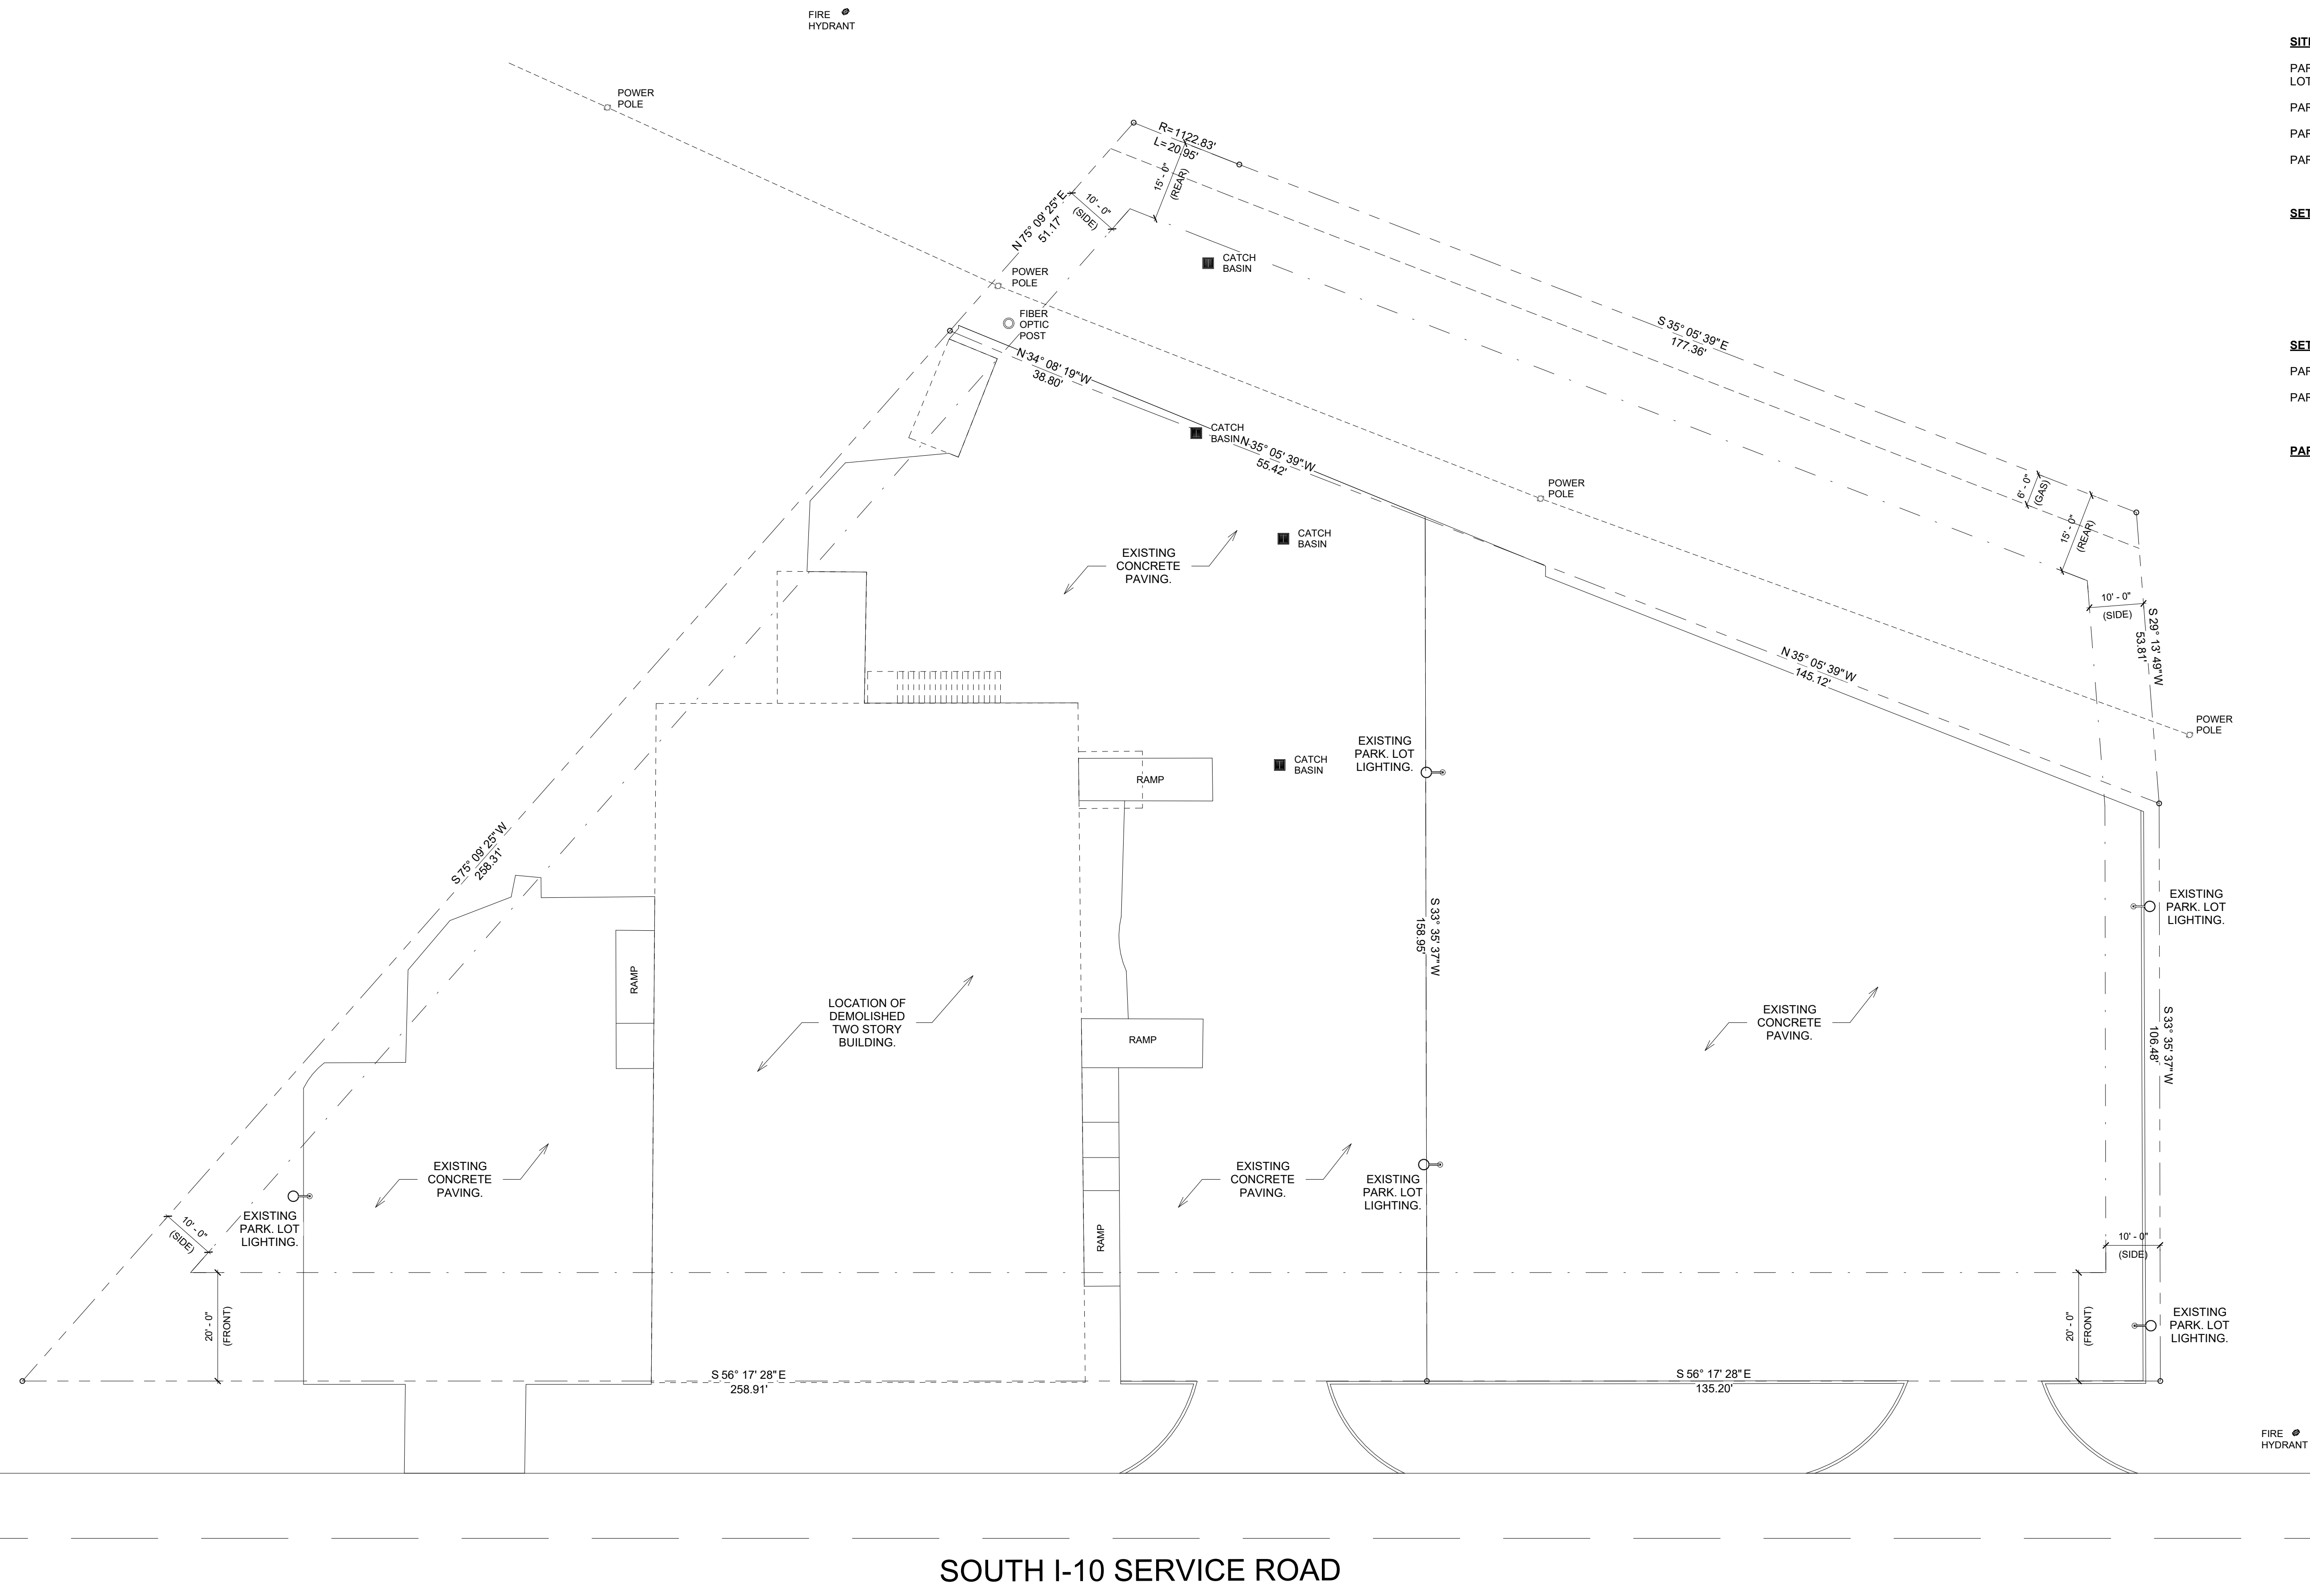 FIRE
HYDRANT
POWER
POLE
R=1122.83'
L= 20.95'
15' - 0"
(REAR)
10' - 0"
(SIDE)
N 75° 09' 25" E
51.17'
CATCH
BASIN
POWER
POLE
FIBER
OPTIC
POST
N 34° 08' 19" W
38.80'
S 35° 05' 39" E
177.36'
CATCH
BASIN
N 35° 05' 39" W
55.42'
POWER
POLE
6' - 0"
(GAS)
15' - 0"
(REAR)
CATCH
BASIN
EXISTING
CONCRETE
PAVING.
10' - 0"
(SIDE)
S 29° 13' 49" W
53.81'
N 35° 05' 39" W
145.12'
POWER
POLE
EXISTING
PARK. LOT
LIGHTING.
CATCH
BASIN
RAMP
S 75° 09' 25" W
258.31'
EXISTING
PARK. LOT
LIGHTING.
S 33° 35' 37" W
158.95'
RAMP
LOCATION OF
DEMOLISHED
TWO STORY
BUILDING.
EXISTING
CONCRETE
PAVING.
RAMP
S 33° 35' 37" W
106.48'
EXISTING
CONCRETE
PAVING.
EXISTING
CONCRETE
PAVING.
EXISTING
PARK. LOT
LIGHTING.
EXISTING
PARK. LOT
LIGHTING.
10' - 0"
(SIDE)
RAMP
10' - 0"
(SIDE)
20' - 0"
(FRONT)
20' - 0"
(FRONT)
EXISTING
PARK. LOT
LIGHTING.
S 56° 17' 28" E
258.91'
S 56° 17' 28" E
135.20'
FIRE
HYDRANT
SOUTH I-10 SERVICE ROAD